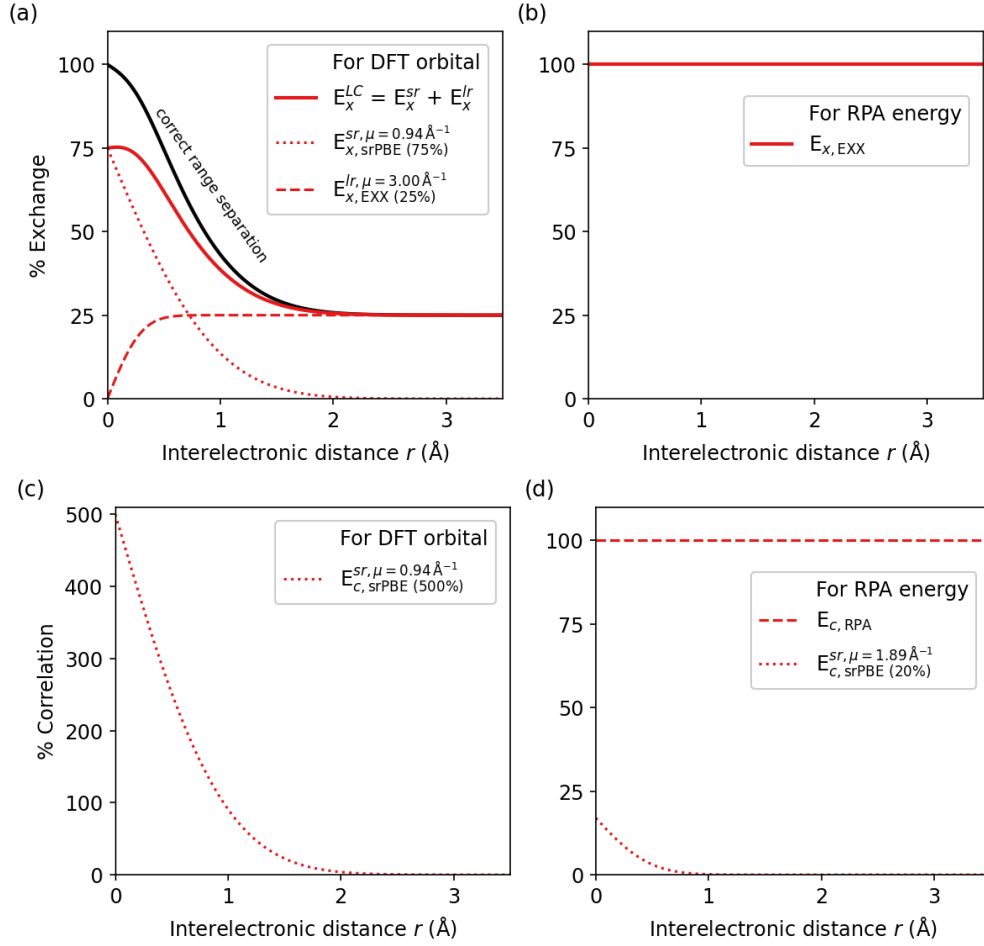 (a)
100
75
50
25
0
% Exchange
correct range separation
For DFT orbital
E_x^{LC} = E_x^{sr} + E_x^{lr}
E_{x, srPBE (75%)}^{sr, μ = 0.94 Å⁻¹}
E_{x, EXX (25%)}^{lr, μ = 3.00 Å⁻¹}
0 1 2 3
Interelectronic distance r (Å)
(b)
100
75
50
25
0
For RPA energy
E_{x, EXX}
0 1 2 3
Interelectronic distance r (Å)
(c)
500
400
300
200
100
0
% Correlation
For DFT orbital
E_{c, srPBE (500%)}^{sr, μ = 0.94 Å⁻¹}
0 1 2 3
Interelectronic distance r (Å)
(d)
100
75
50
25
0
For RPA energy
E_{c, RPA}
E_{c, srPBE (20%)}^{sr, μ = 1.89 Å⁻¹}
0 1 2 3
Interelectronic distance r (Å)